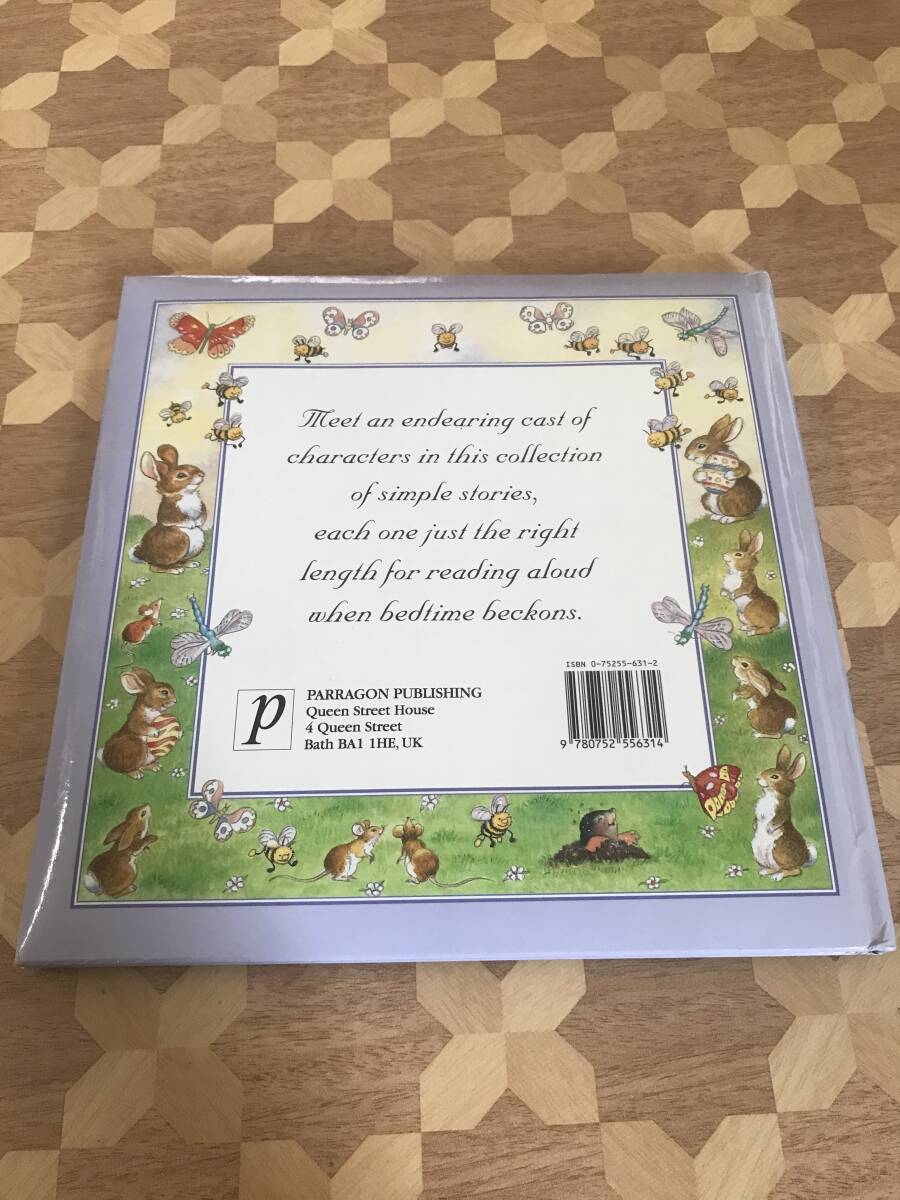 Meet an endearing cast of
characters in this collection
of simple stories,
each one just the right
length for reading aloud
when bedtime beckons.
ISBN 0-75255-631-2
p
PARRAGON PUBLISHING
Queen Street House
4 Queen Street
Bath BA1 1HE, UK
9 780752 556314